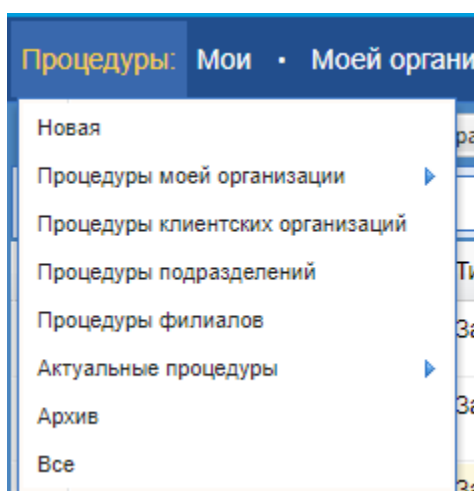 Процедуры: Мои • Моей органи
Новая
Процедуры моей организации
Процедуры клиентских организаций
Процедуры подразделений
Процедуры филиалов
Актуальные процедуры
Архив
Все